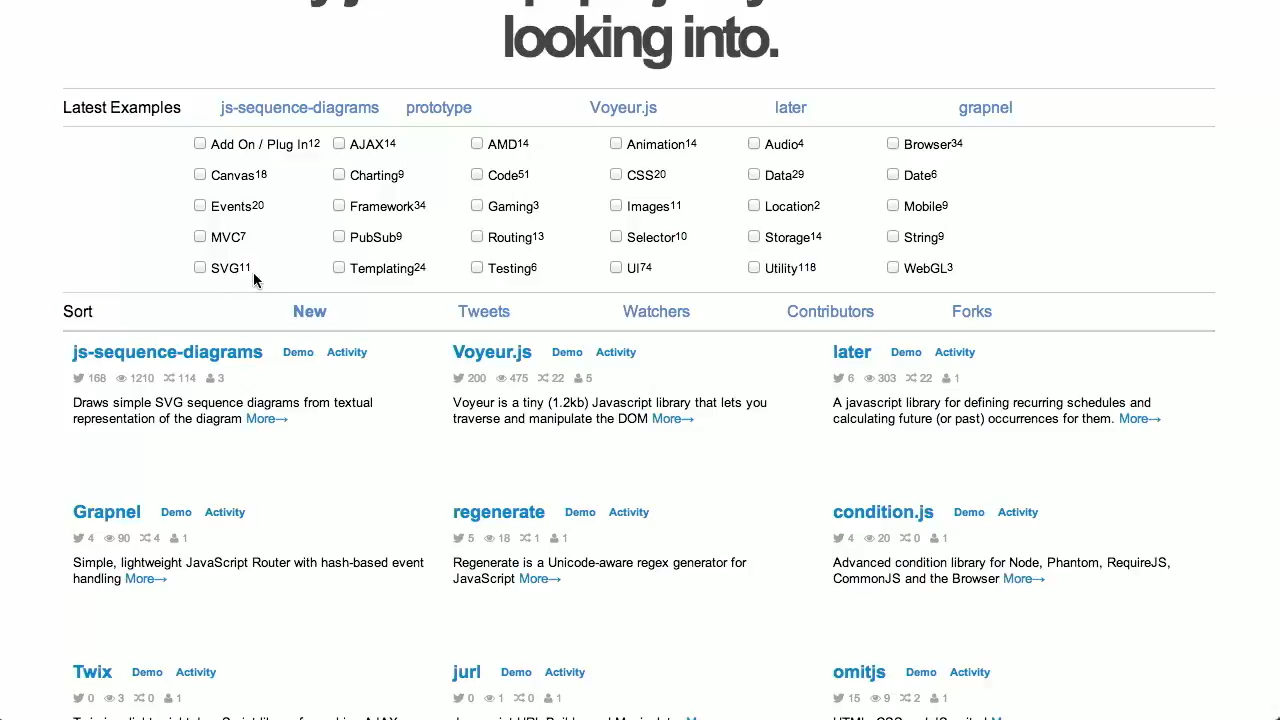 looking into.
Latest Examples js-sequence-diagrams prototype Voyeur.js later grapnel
Add On / Plug In12 AJAX14 AMD14 Animation14 Audio4 Browser34
Canvas18 Charting9 Code51 CSS20 Data29 Date6
Events20 Framework34 Gaming3 Images11 Location2 Mobile9
MVC7 PubSub9 Routing13 Selector10 Storage14 String9
SVG11 Templating24 Testing6 UI74 Utility118 WebGL3
Sort New Tweets Watchers Contributors Forks
js-sequence-diagrams Demo Activity
168 1210 114 3
Draws simple SVG sequence diagrams from textual
representation of the diagram More→
Voyeur.js Demo Activity
200 475 22 5
Voyeur is a tiny (1.2kb) Javascript library that lets you
traverse and manipulate the DOM More→
later Demo Activity
6 303 22 1
A javascript library for defining recurring schedules and
calculating future (or past) occurrences for them. More→
Grapnel Demo Activity
4 90 4 1
Simple, lightweight JavaScript Router with hash-based event
handling More→
regenerate Demo Activity
5 18 1 1
Regenerate is a Unicode-aware regex generator for
JavaScript More→
condition.js Demo Activity
4 20 0 1
Advanced condition library for Node, Phantom, RequireJS,
CommonJS and the Browser More→
Twix Demo Activity
0 3 0 1
jurl Demo Activity
0 1 0 1
omitjs Demo Activity
15 9 2 1